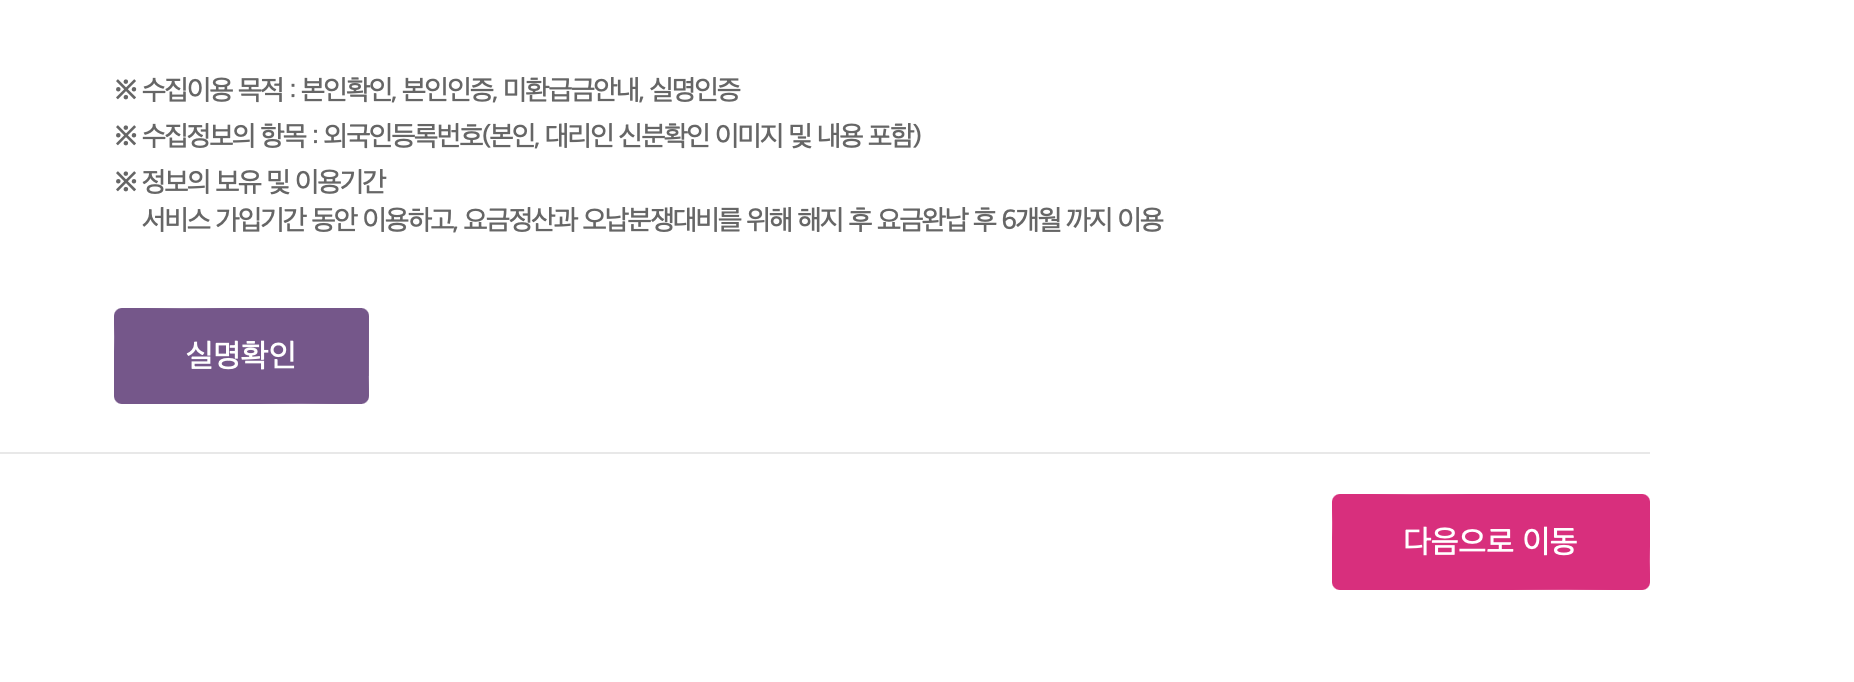 ※ 수집이용 목적 : 본인확인, 본인인증, 미환급금안내, 실명인증
※ 수집정보의 항목 : 외국인등록번호(본인, 대리인 신분확인 이미지 및 내용 포함)
※ 정보의 보유 및 이용기간
서비스 가입기간 동안 이용하고, 요금정산과 오납분쟁대비를 위해 해지 후 요금완납 후 6개월 까지 이용
실명확인
다음으로 이동